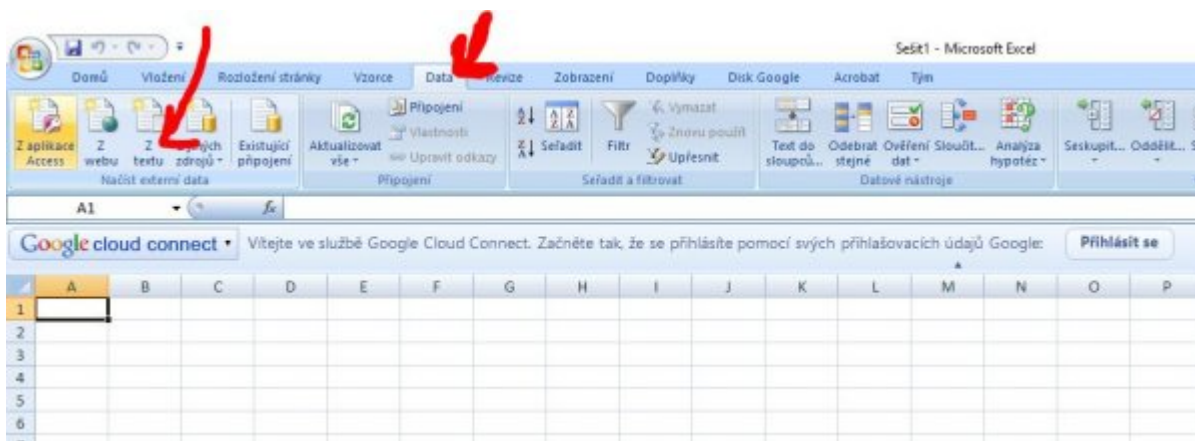 Sešit1 - Microsoft Excel
Domů Vložení Rozložení stránky Vzorce Data Revize Zobrazení Doplňky Disk Google Acrobat Tým
Z aplikace Access
Z webu
Z textu
zdrojů
Existující připojení
Načíst externí data
Aktualizovat vše
Připojení
Vlastnosti
Upravit odkazy
Připojení
Seřadit
Filtr
Vymazat
Znovu použít
Upřesnit
Seřadit a filtrovat
Text do sloupců...
Odebrat stejné
Ověření dat
Sloučit...
Analýza hypotéz
Datové nástroje
Seskupit...
Oddělit...
A1 fx
Google cloud connect Vítejte ve službě Google Cloud Connect. Začněte tak, že se přihlásíte pomocí svých přihlašovacích údajů Google: Přihlásit se
A B C D E F G H I J K L M N O P
1
2
3
4
5
6